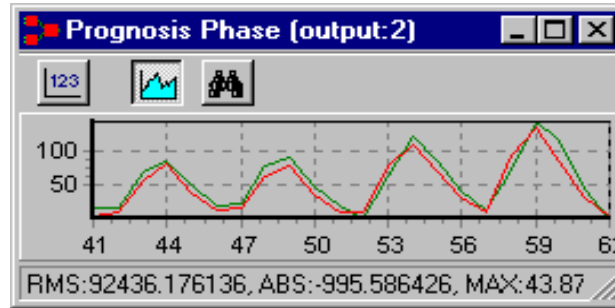 Prognosis Phase (output:2)
123
100
50
41 44 47 50 53 56 59
RMS:92436.176136, ABS:-995.586426, MAX:43.87